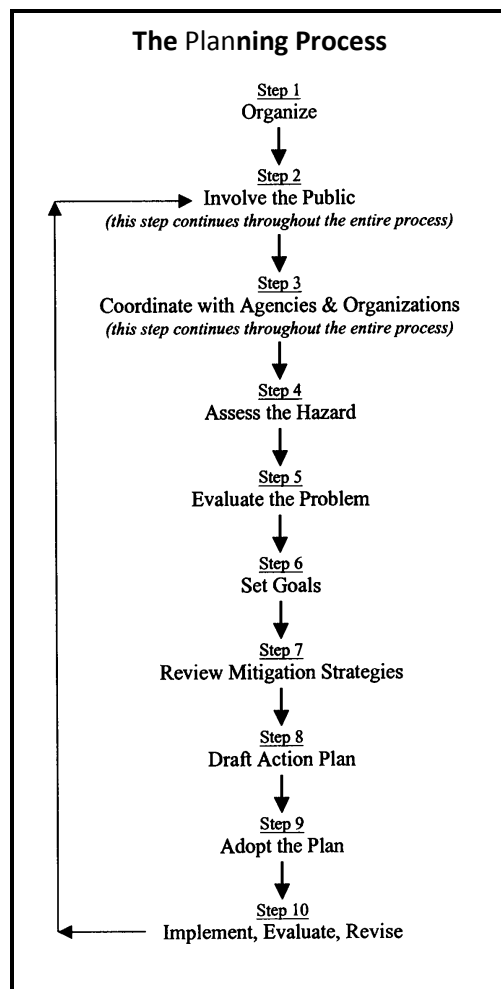 The Planning Process
Step 1
Organize
Step 2
Involve the Public
(this step continues throughout the entire process)
Step 3
Coordinate with Agencies & Organizations
(this step continues throughout the entire process)
Step 4
Assess the Hazard
Step 5
Evaluate the Problem
Step 6
Set Goals
Step 7
Review Mitigation Strategies
Step 8
Draft Action Plan
Step 9
Adopt the Plan
Step 10
Implement, Evaluate, Revise